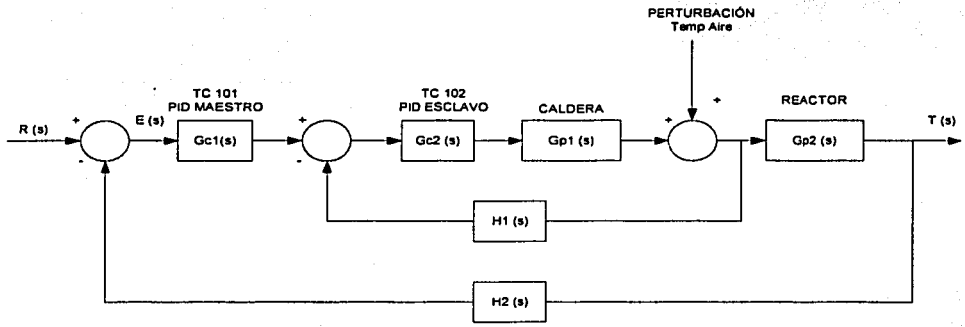 PERTURBACIÓN
Temp Aire
TC 101
PID MAESTRO
TC 102
PID ESCLAVO
CALDERA
REACTOR
R (s)
+
-
E (s)
Gc1(s)
+
-
Gc2 (s)
Gp1 (s)
+
+
Gp2 (s)
T (s)
H1 (s)
H2 (s)